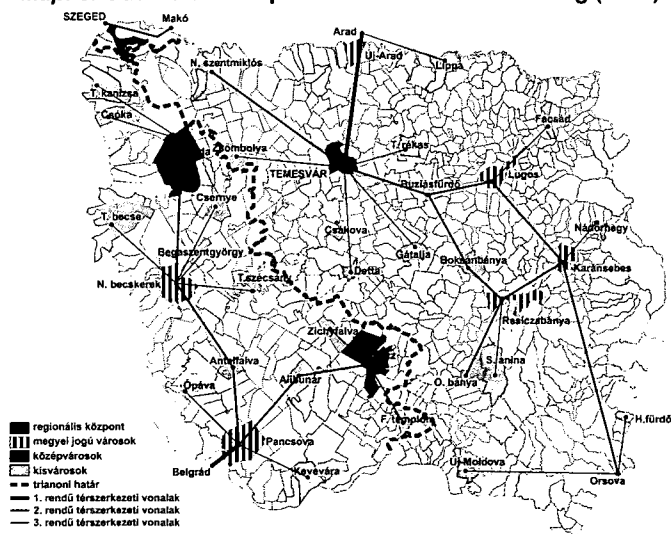 SZEGED
Makó
Arad
Új-Arad
Lippa
N. szentmiklós
T. kanizsa
Csóka
Zsombolya
TEMESVÁR
T. rékas
Facsád
Buziásfürdő
Lugos
Csernye
T. becse
Csákova
Gátalja
Nádorhegy
Begaszentgyörgy
T. szécsány
Detta
Boksánbánya
Karánsebes
N. becskerek
Resiczabánya
Zichyfalva
Antalfalva
Alibunár
S. anina
O. bánya
Ópáva
F. templom
H.fürdő
Pancsova
Belgrád
Kevevára
Új-Moldova
Orsova
regionális központ
megyei jogú városok
középvárosok
kisvárosok
trianoni határ
1. rendű térszerkezeti vonalak
2. rendű térszerkezeti vonalak
3. rendű térszerkezeti vonalak